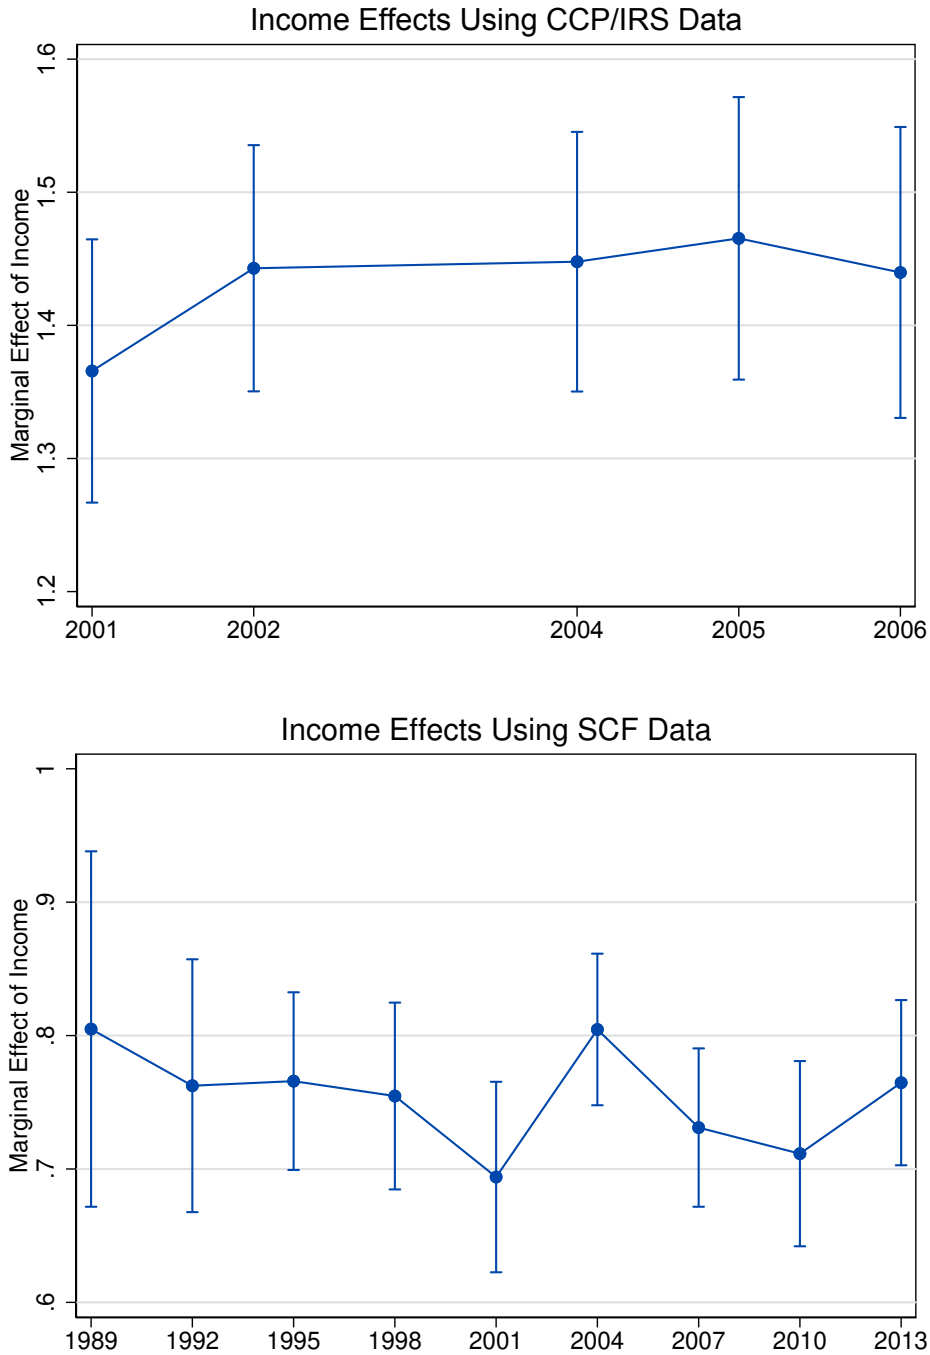 Income Effects Using CCP/IRS Data
Marginal Effect of Income
1.6
1.5
1.4
1.3
1.2
2001 2002 2004 2005 2006
Income Effects Using SCF Data
Marginal Effect of Income
1
.9
.8
.7
.6
1989 1992 1995 1998 2001 2004 2007 2010 2013